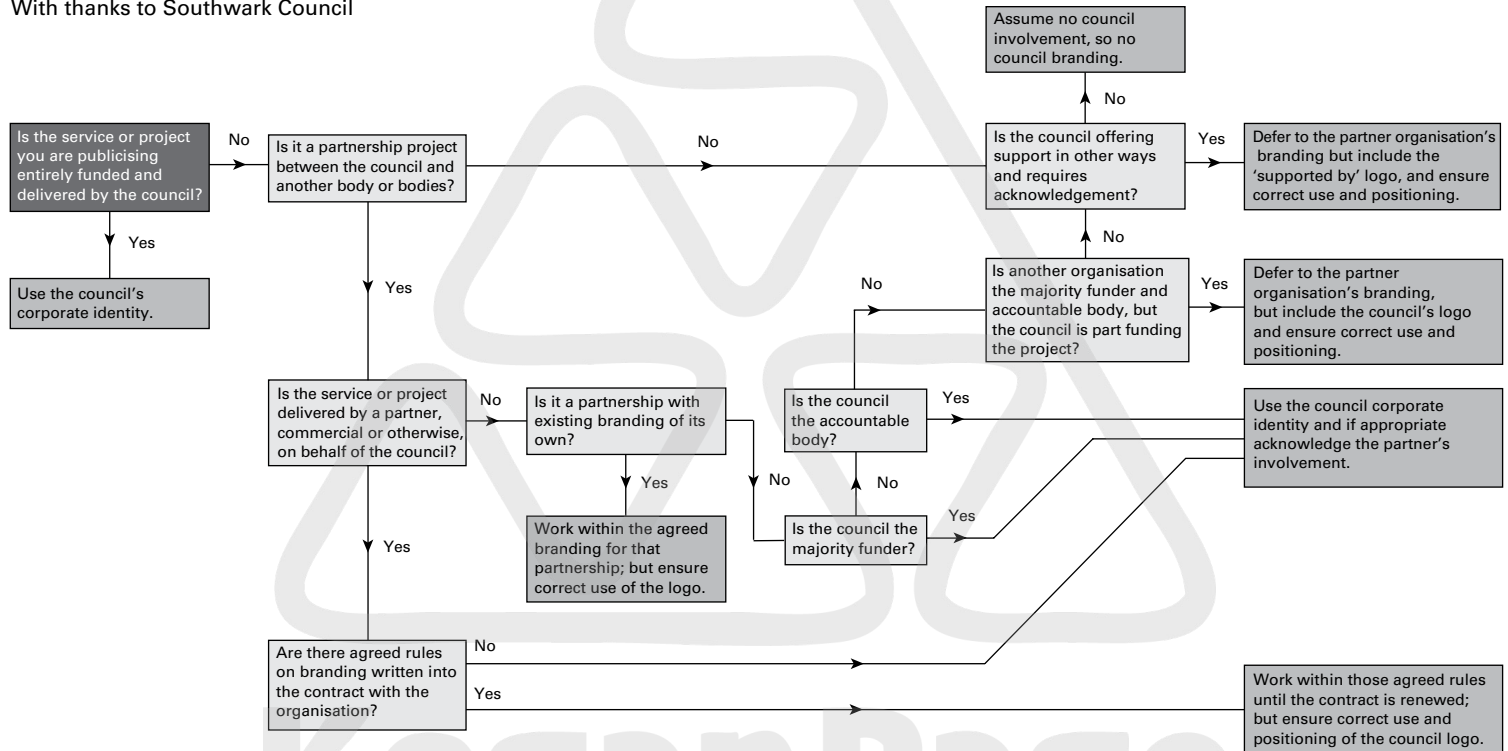 With thanks to Southwark Council
Assume no council
involvement, so no
council branding.
No
Is the service or project
you are publicising
entirely funded and
delivered by the council?
No
Is it a partnership project
between the council and
another body or bodies?
No
Is the council offering
support in other ways
and requires
acknowledgement?
Yes
Defer to the partner organisation's
branding but include the
'supported by' logo, and ensure
correct use and positioning.
Yes
Use the council's
corporate identity.
Yes
No
No
Is another organisation
the majority funder and
accountable body, but
the council is part funding
the project?
Yes
Defer to the partner
organisation's branding,
but include the council's logo
and ensure correct use and
positioning.
Is the service or project
delivered by a partner,
commercial or otherwise,
on behalf of the council?
No
Is it a partnership with
existing branding of its
own?
Is the council
the accountable
body?
Yes
Use the council corporate
identity and if appropriate
acknowledge the partner's
involvement.
Yes
No
No
Work within the agreed
branding for that
partnership; but ensure
correct use of the logo.
Is the council the
majority funder?
Yes
Yes
Are there agreed rules
on branding written into
the contract with the
organisation?
No
Yes
Work within those agreed rules
until the contract is renewed;
but ensure correct use and
positioning of the council logo.